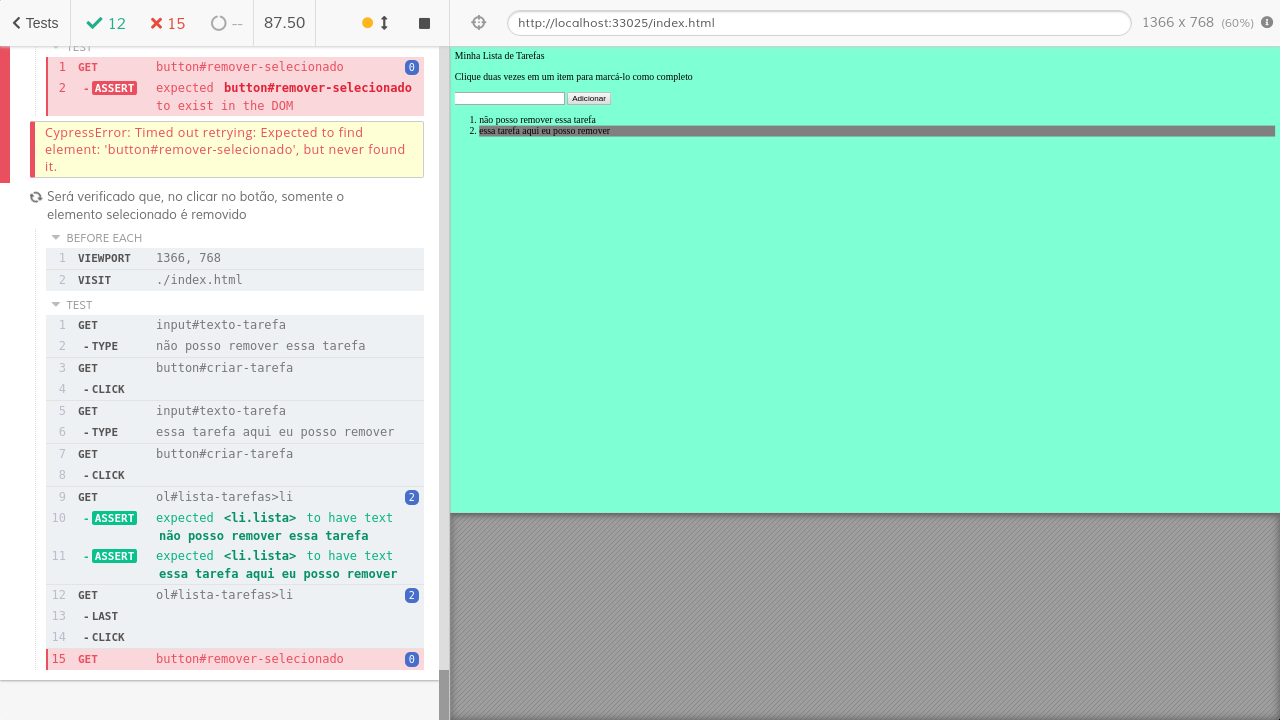 Tests
12
15
--
87.50
http://localhost:33025/index.html
1366 x 768 (60%)
TEST
1 GET button#remover-selecionado 0
2 - ASSERT expected button#remover-selecionado
to exist in the DOM
CypressError: Timed out retrying: Expected to find
element: 'button#remover-selecionado', but never found
it.
Será verificado que, no clicar no botão, somente o
elemento selecionado é removido
BEFORE EACH
1 VIEWPORT 1366, 768
2 VISIT ./index.html
TEST
1 GET input#texto-tarefa
2 - TYPE não posso remover essa tarefa
3 GET button#criar-tarefa
4 - CLICK
5 GET input#texto-tarefa
6 - TYPE essa tarefa aqui eu posso remover
7 GET button#criar-tarefa
8 - CLICK
9 GET ol#lista-tarefas>li 2
10 - ASSERT expected <li.lista> to have text
não posso remover essa tarefa
11 - ASSERT expected <li.lista> to have text
essa tarefa aqui eu posso remover
12 GET ol#lista-tarefas>li 2
13 - LAST
14 - CLICK
15 GET button#remover-selecionado 0
Minha Lista de Tarefas
Clique duas vezes em um item para marcá-lo como completo
Adicionar
1. não posso remover essa tarefa
2. essa tarefa aqui eu posso remover